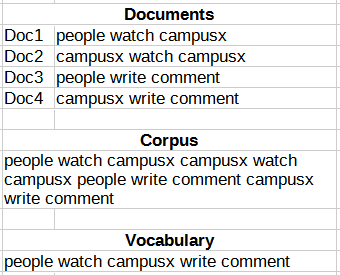 Documents
Doc1 people watch campusx
Doc2 campusx watch campusx
Doc3 people write comment
Doc4 campusx write comment
Corpus
people watch campusx campusx watch
campusx people write comment campusx
write comment
Vocabulary
people watch campusx write comment